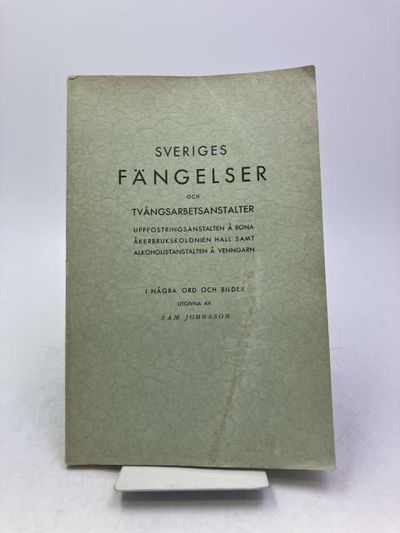 SVERIGES
FÄNGELSER
OCH
TVÅNGSARBETSANSTALTER
UPPFOSTRINGSANSTALTEN Å BONA
ÅKERBRUKSKOLONIEN HALL SAMT
ALKOHOLISTANSTALTEN Å VENNGARN
I NÅGRA ORD OCH BILDER
UTGIVNA AV
SAM JOHNSSON